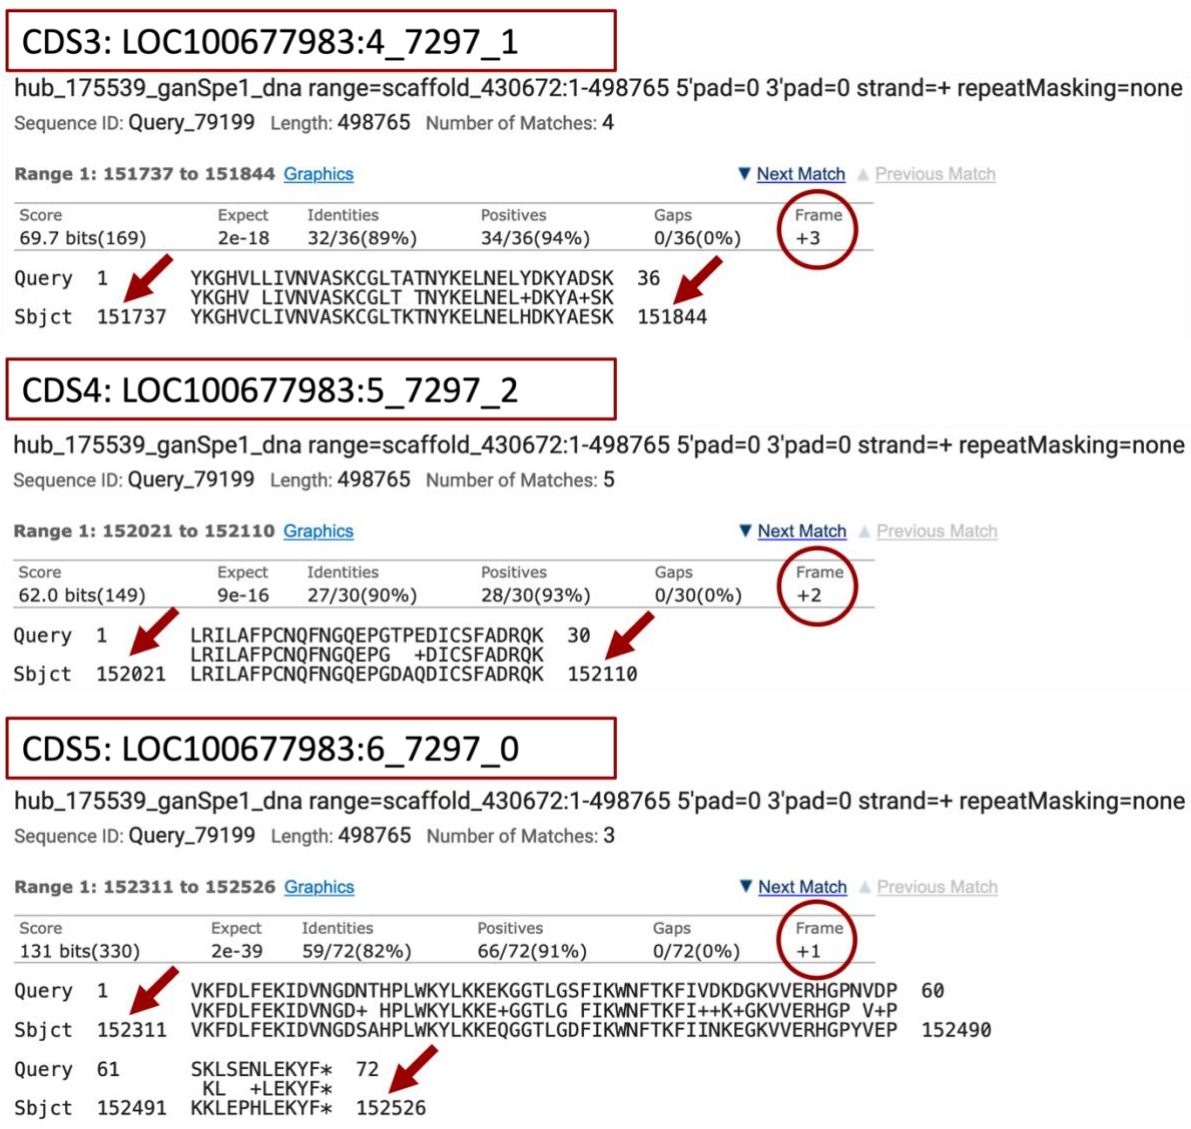 CDS3: LOC100677983:4_7297_1
hub_175539_ganSpe1_dna range=scaffold_430672:1-498765 5'pad=0 3'pad=0 strand=+ repeatMasking=none
Sequence ID: Query_79199 Length: 498765 Number of Matches: 4
Range 1: 151737 to 151844 Graphics ▼ Next Match ▲ Previous Match
Score Expect Identities Positives Gaps Frame
69.7 bits(169) 2e-18 32/36(89%) 34/36(94%) 0/36(0%) +3
Query 1 YKGHVLLIVNVASKCGLTATNYKELNELYDKYADSK 36
YKGHV LIVNVASKCGLT TNYKELNEL+DKYA+SK
Sbjct 151737 YKGHVCLIVNVASKCGLTKTNYKELNELHDKYAESK 151844
CDS4: LOC100677983:5_7297_2
hub_175539_ganSpe1_dna range=scaffold_430672:1-498765 5'pad=0 3'pad=0 strand=+ repeatMasking=none
Sequence ID: Query_79199 Length: 498765 Number of Matches: 5
Range 1: 152021 to 152110 Graphics ▼ Next Match ▲ Previous Match
Score Expect Identities Positives Gaps Frame
62.0 bits(149) 9e-16 27/30(90%) 28/30(93%) 0/30(0%) +2
Query 1 LRILAFPCNQFNGQEPGTPEDICSFADRQK 30
LRILAFPCNQFNGQEPG +DICSFADRQK
Sbjct 152021 LRILAFPCNQFNGQEPGDAQDICSFADRQK 152110
CDS5: LOC100677983:6_7297_0
hub_175539_ganSpe1_dna range=scaffold_430672:1-498765 5'pad=0 3'pad=0 strand=+ repeatMasking=none
Sequence ID: Query_79199 Length: 498765 Number of Matches: 3
Range 1: 152311 to 152526 Graphics ▼ Next Match ▲ Previous Match
Score Expect Identities Positives Gaps Frame
131 bits(330) 2e-39 59/72(82%) 66/72(91%) 0/72(0%) +1
Query 1 VKFDLFEKIDVNGDNTHPLWKYLKKEKGGTLGSFIKWNFTKFIVDKDGKVVERHGPNVDP 60
VKFDLFEKIDVNGD+ HPLWKYLKKE+GGTLG FIKWNFTKFI++K+GKVVERHGP V+P
Sbjct 152311 VKFDLFEKIDVNGDSAHPLWKYLKKEQGGTLGDFIKWNFTKFIINKEGKVVERHGPYVEP 152490
Query 61 SKLSENLEKYF* 72
KL +LEKYF*
Sbjct 152491 KKLEPHLEKYF* 152526